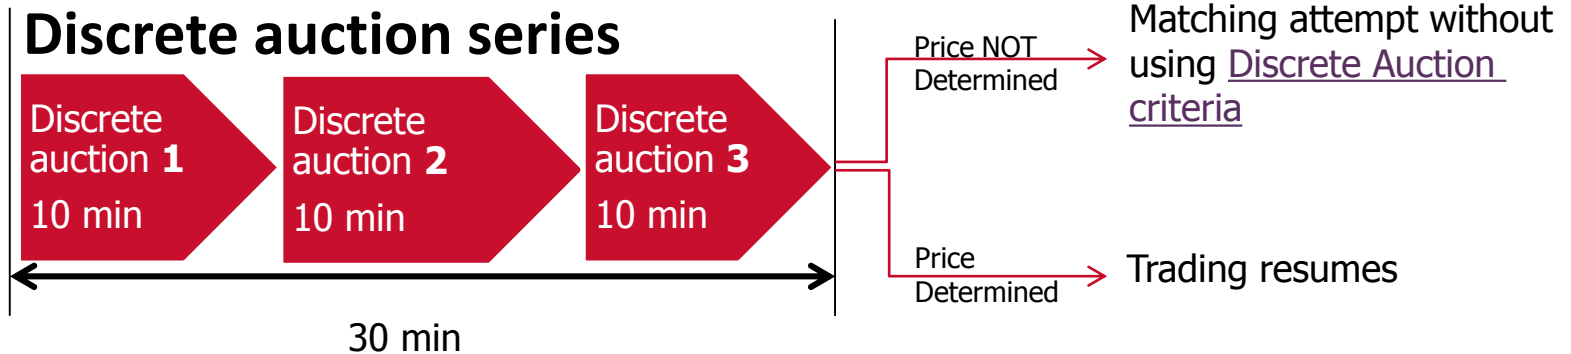 Discrete auction series
Discrete
auction 1
10 min
Discrete
auction 2
10 min
Discrete
auction 3
10 min
30 min
Price NOT
Determined
Matching attempt without
using Discrete Auction
criteria
Price
Determined
Trading resumes